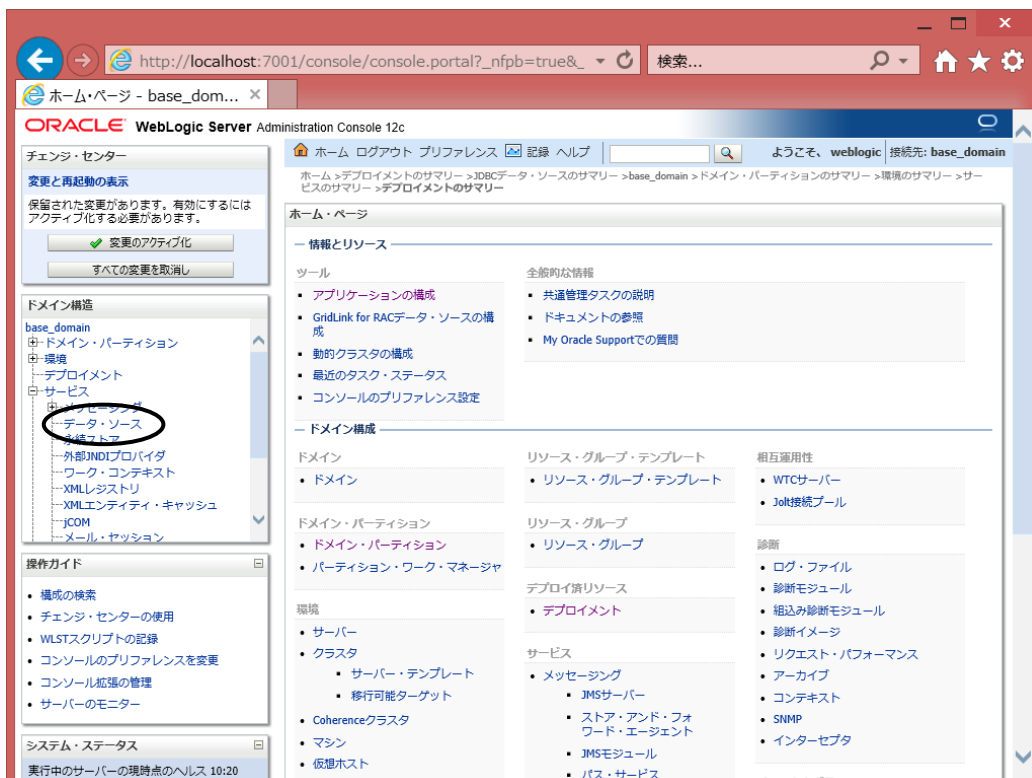 http://localhost:7001/console/console.portal?_nfpb=true&_
検索...
ホーム・ページ - base_dom...
ORACLE WebLogic Server Administration Console 12c
チェンジ・センター
変更と再起動の表示
保留された変更があります。有効にするには
アクティブ化する必要があります。
変更のアクティブ化
すべての変更を取消し
ドメイン構造
base_domain
ドメイン・パーティション
環境
デプロイメント
サービス
メッセージング
データ・ソース
永続ストア
外部JNDIプロバイダ
ワーク・コンテキスト
XMLレジストリ
XMLエンティティ・キャッシュ
jCOM
メール・セッション
操作ガイド
構成の検索
チェンジ・センターの使用
WLSTスクリプトの記録
コンソールのプリファレンスを変更
コンソール拡張の管理
サーバーのモニター
システム・ステータス
実行中のサーバーの現時点のヘルス 10:20
ホーム ログアウト プリファレンス 記録 ヘルプ
ようこそ、 weblogic 接続先: base_domain
ホーム >デプロイメントのサマリー >JDBCデータ・ソースのサマリー >base_domain >ドメイン・パーティションのサマリー >環境のサマリー >サー
ビスのサマリー >デプロイメントのサマリー
ホーム・ページ
情報とリソース
ツール
アプリケーションの構成
GridLink for RACデータ・ソースの構
成
動的クラスタの構成
最近のタスク・ステータス
コンソールのプリファレンス設定
全般的な情報
共通管理タスクの説明
ドキュメントの参照
My Oracle Supportでの質問
ドメイン構成
ドメイン
ドメイン
ドメイン・パーティション
ドメイン・パーティション
パーティション・ワーク・マネージャ
環境
サーバー
クラスタ
サーバー・テンプレート
移行可能ターゲット
Coherenceクラスタ
マシン
仮想ホスト
リソース・グループ・テンプレート
リソース・グループ・テンプレート
リソース・グループ
リソース・グループ
デプロイ済リソース
デプロイメント
サービス
メッセージング
JMSサーバー
ストア・アンド・フォ
ワード・エージェント
JMSモジュール
パス・サービス
相互運用性
WTCサーバー
Jolt接続プール
診断
ログ・ファイル
診断モジュール
組込み診断モジュール
診断イメージ
リクエスト・パフォーマンス
アーカイブ
コンテキスト
SNMP
インターセプタ